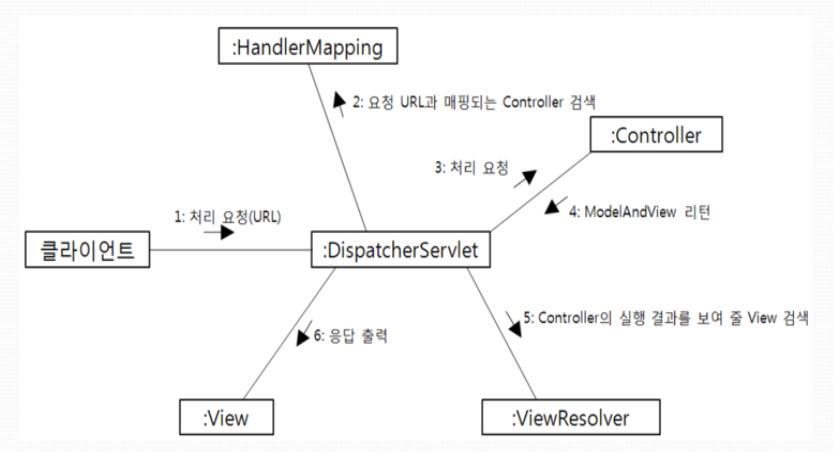 :HandlerMapping
2: 요청 URL과 매핑되는 Controller 검색
:Controller
3: 처리 요청
4: ModelAndView 리턴
1: 처리 요청(URL)
클라이언트
:DispatcherServlet
5: Controller의 실행 결과를 보여 줄 View 검색
6: 응답 출력
:View
:ViewResolver